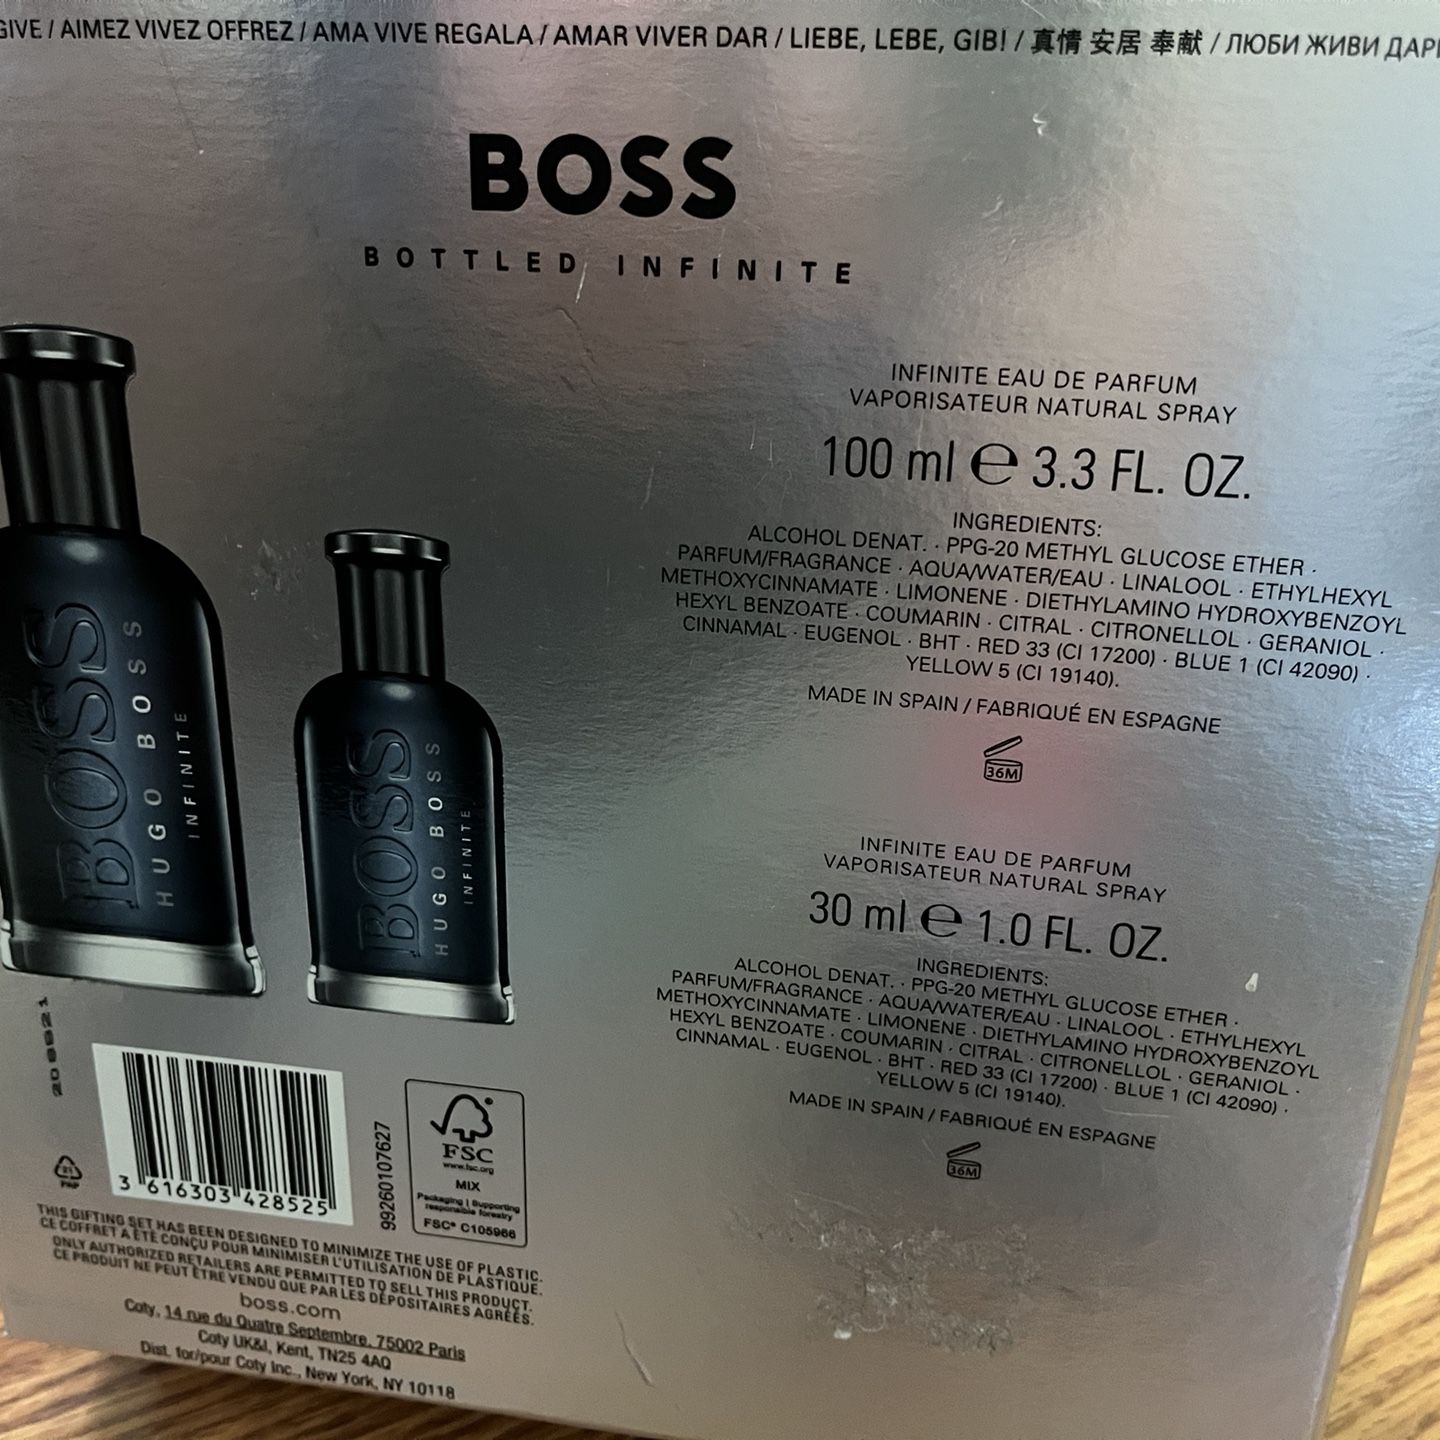 GIVE / AIMEZ VIVEZ OFFREZ / AMA VIVE REGALA / AMAR VIVER DAR / LIEBE, LEBE, GIB! / 真情 安居 奉献 / ЛЮБИ ЖИВИ
BOSS
BOTTLED INFINITE
BOSS
HUGO BOSS
INFINITE
BOSS
HUGO BOSS
INFINITE
INFINITE EAU DE PARFUM
VAPORISATEUR NATURAL SPRAY
100 ml ℮ 3.3 FL. OZ.
INGREDIENTS:
ALCOHOL DENAT. · PPG-20 METHYL GLUCOSE ETHER ·
PARFUM/FRAGRANCE · AQUA/WATER/EAU · LINALOOL · ETHYLHEXYL
METHOXYCINNAMATE · LIMONENE · DIETHYLAMINO HYDROXYBENZOYL
HEXYL BENZOATE · COUMARIN · CITRAL · CITRONELLOL · GERANIOL ·
CINNAMAL · EUGENOL · BHT · RED 33 (CI 17200) · BLUE 1 (CI 42090) ·
YELLOW 5 (CI 19140).
MADE IN SPAIN / FABRIQUÉ EN ESPAGNE
36M
INFINITE EAU DE PARFUM
VAPORISATEUR NATURAL SPRAY
30 ml ℮ 1.0 FL. OZ.
INGREDIENTS:
ALCOHOL DENAT. · PPG-20 METHYL GLUCOSE ETHER ·
PARFUM/FRAGRANCE · AQUA/WATER/EAU · LINALOOL · ETHYLHEXYL
METHOXYCINNAMATE · LIMONENE · DIETHYLAMINO HYDROXYBENZOYL
HEXYL BENZOATE · COUMARIN · CITRAL · CITRONELLOL · GERANIOL ·
CINNAMAL · EUGENOL · BHT · RED 33 (CI 17200) · BLUE 1 (CI 42090) ·
YELLOW 5 (CI 19140).
MADE IN SPAIN / FABRIQUÉ EN ESPAGNE
36M
PAP
3 616303 428525
99260107627
FSC
www.fsc.org
MIX
Packaging | Supporting
responsible forestry
FSC® C105966
THIS GIFTING SET HAS BEEN DESIGNED TO MINIMIZE THE USE OF PLASTIC.
CE COFFRET A ÉTÉ CONÇU POUR MINIMISER L'UTILISATION DE PLASTIQUE.
ONLY AUTHORIZED RETAILERS ARE PERMITTED TO SELL THIS PRODUCT.
CE PRODUIT NE PEUT ÊTRE VENDU QUE PAR LES DÉPOSITAIRES AGRÉÉS.
boss.com
Coty, 14 rue du Quatre Septembre, 75002 Paris
Coty UK&I, Kent, TN25 4AQ
Dist. for/pour Coty Inc., New York, NY 10118